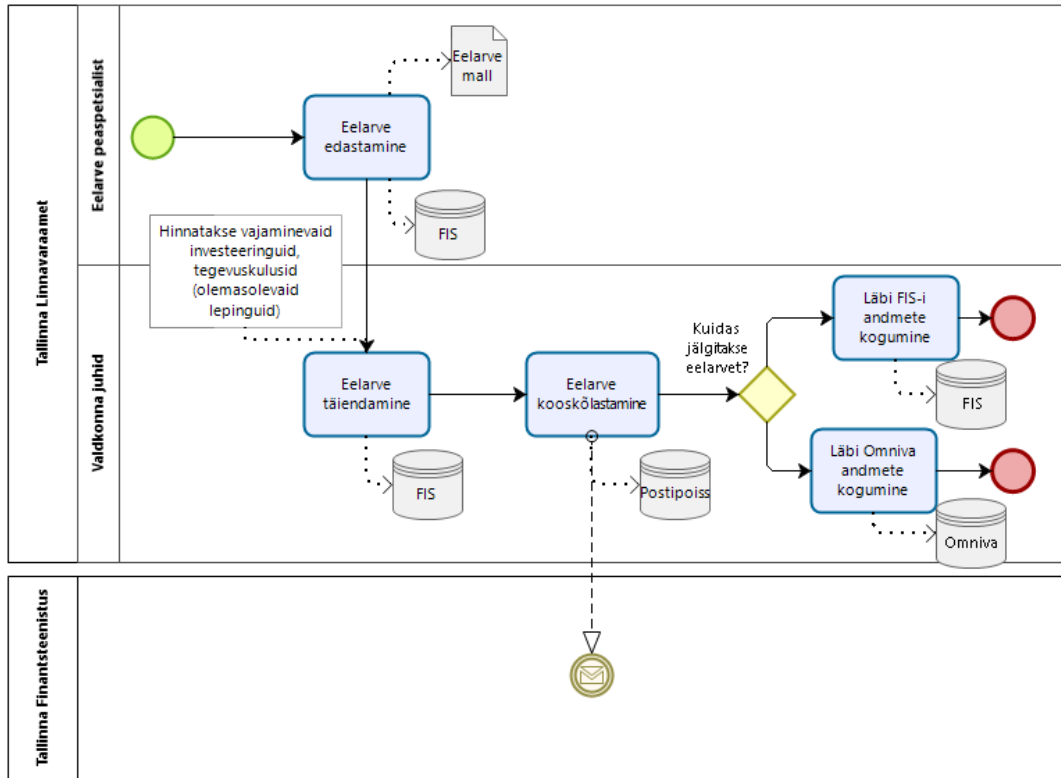 Tallinna Linnavaraamet
Eelarve peaspetsialist
Eelarve
mall
Eelarve
edastamine
FIS
Hinnatakse vajaminevaid
investeeringuid,
tegevuskulusid
(olemasolevaid
lepinguid)
Valdkonna juhid
Eelarve
täiendamine
FIS
Eelarve
kooskõlastamine
Postipoiss
Kuidas
jälgitakse
eelarvet?
Läbi FIS-i
andmete
kogumine
FIS
Läbi Omniva
andmete
kogumine
Omniva
Tallinna Finantsteenistus